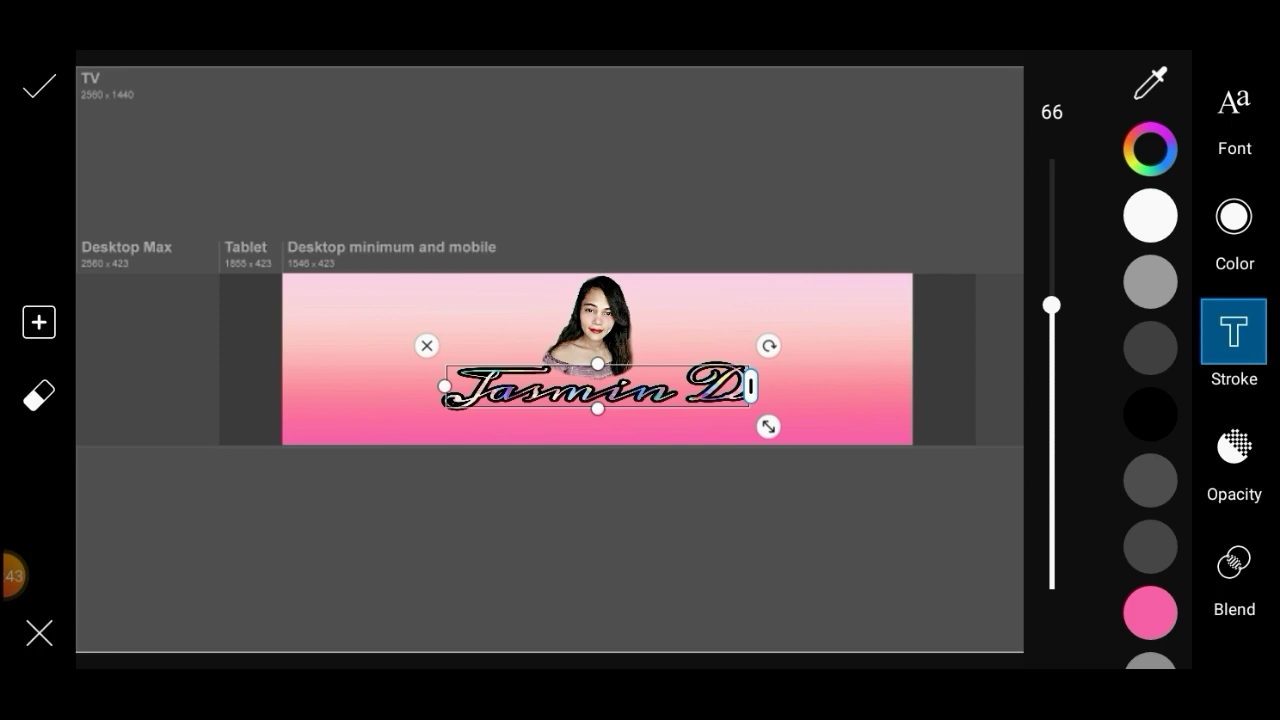 TV
2560 x 1440
66
Font
Desktop Max
2560 x 423
Tablet
1855 x 423
Desktop minimum and mobile
1546 x 423
Color
Jasmin D
Stroke
Opacity
43
Blend